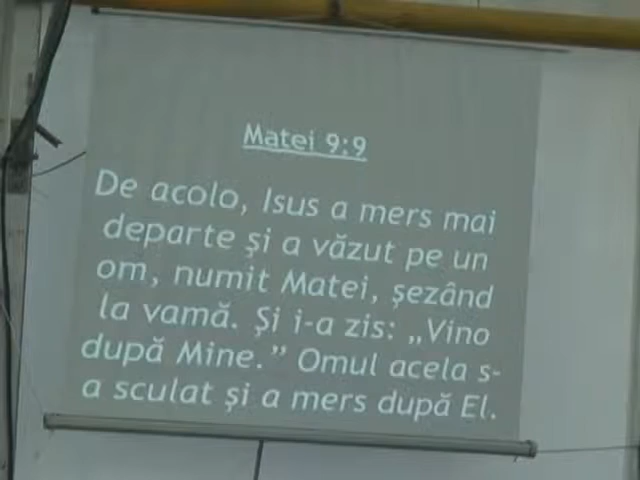 Matei 9:9
De acolo, Isus a mers mai
departe și a văzut pe un
om, numit Matei, șezând
la vamă. Și i-a zis: „Vino
după Mine.” Omul acela s-
a sculat și a mers după El.